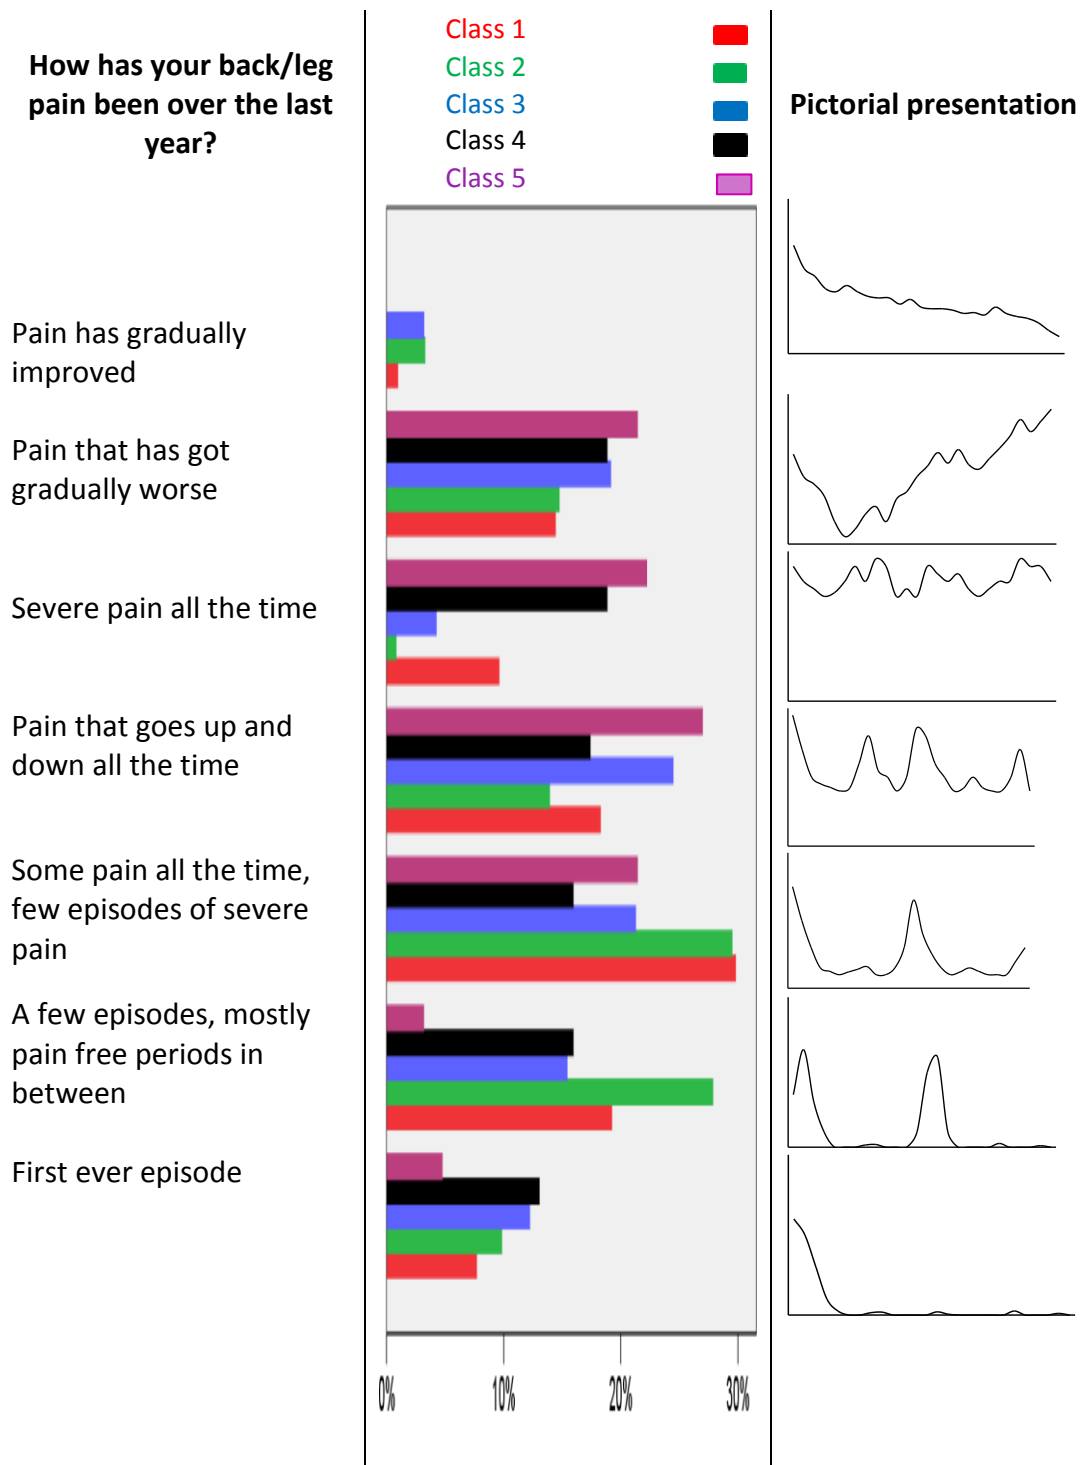 How has your back/leg
pain been over the last
year?
Class 1
Class 2
Class 3
Class 4
Class 5
Pictorial presentation
Pain has gradually
improved
Pain that has got
gradually worse
Severe pain all the time
Pain that goes up and
down all the time
Some pain all the time,
few episodes of severe
pain
A few episodes, mostly
pain free periods in
between
First ever episode
0% 10% 20% 30%